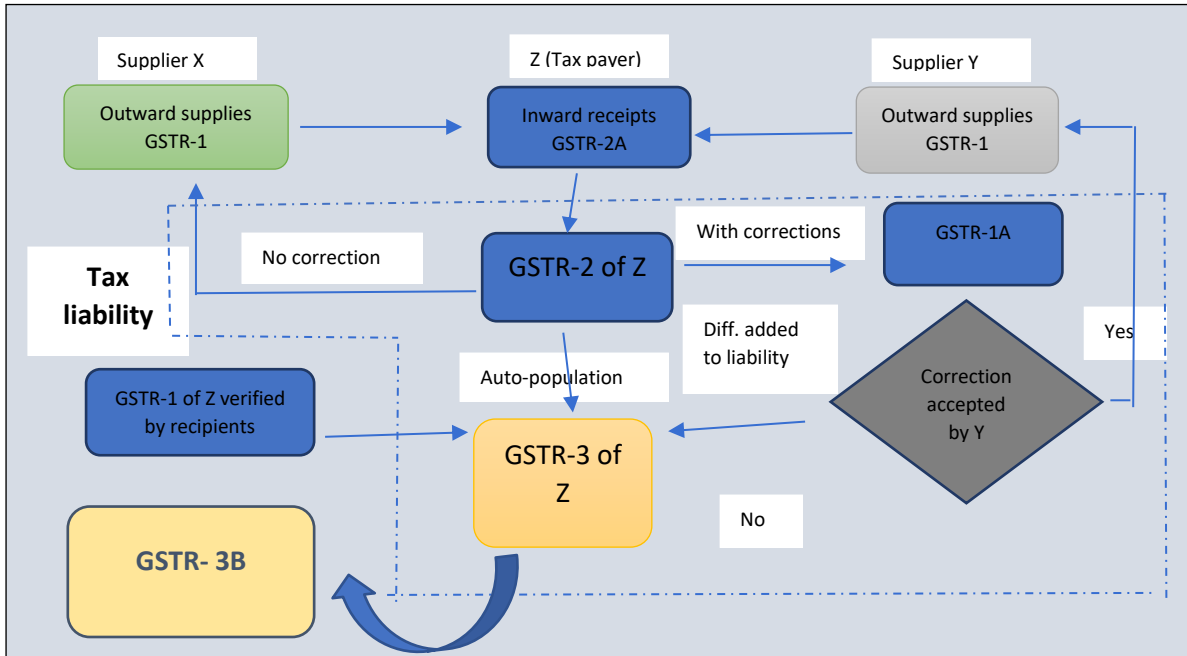 Supplier X
Z (Tax payer)
Supplier Y
Outward supplies
GSTR-1
Inward receipts
GSTR-2A
Outward supplies
GSTR-1
No correction
GSTR-2 of Z
With corrections
GSTR-1A
Tax
liability
Diff. added
to liability
Yes
Auto-population
GSTR-1 of Z verified
by recipients
Correction
accepted
by Y
GSTR-3 of
Z
No
GSTR- 3B